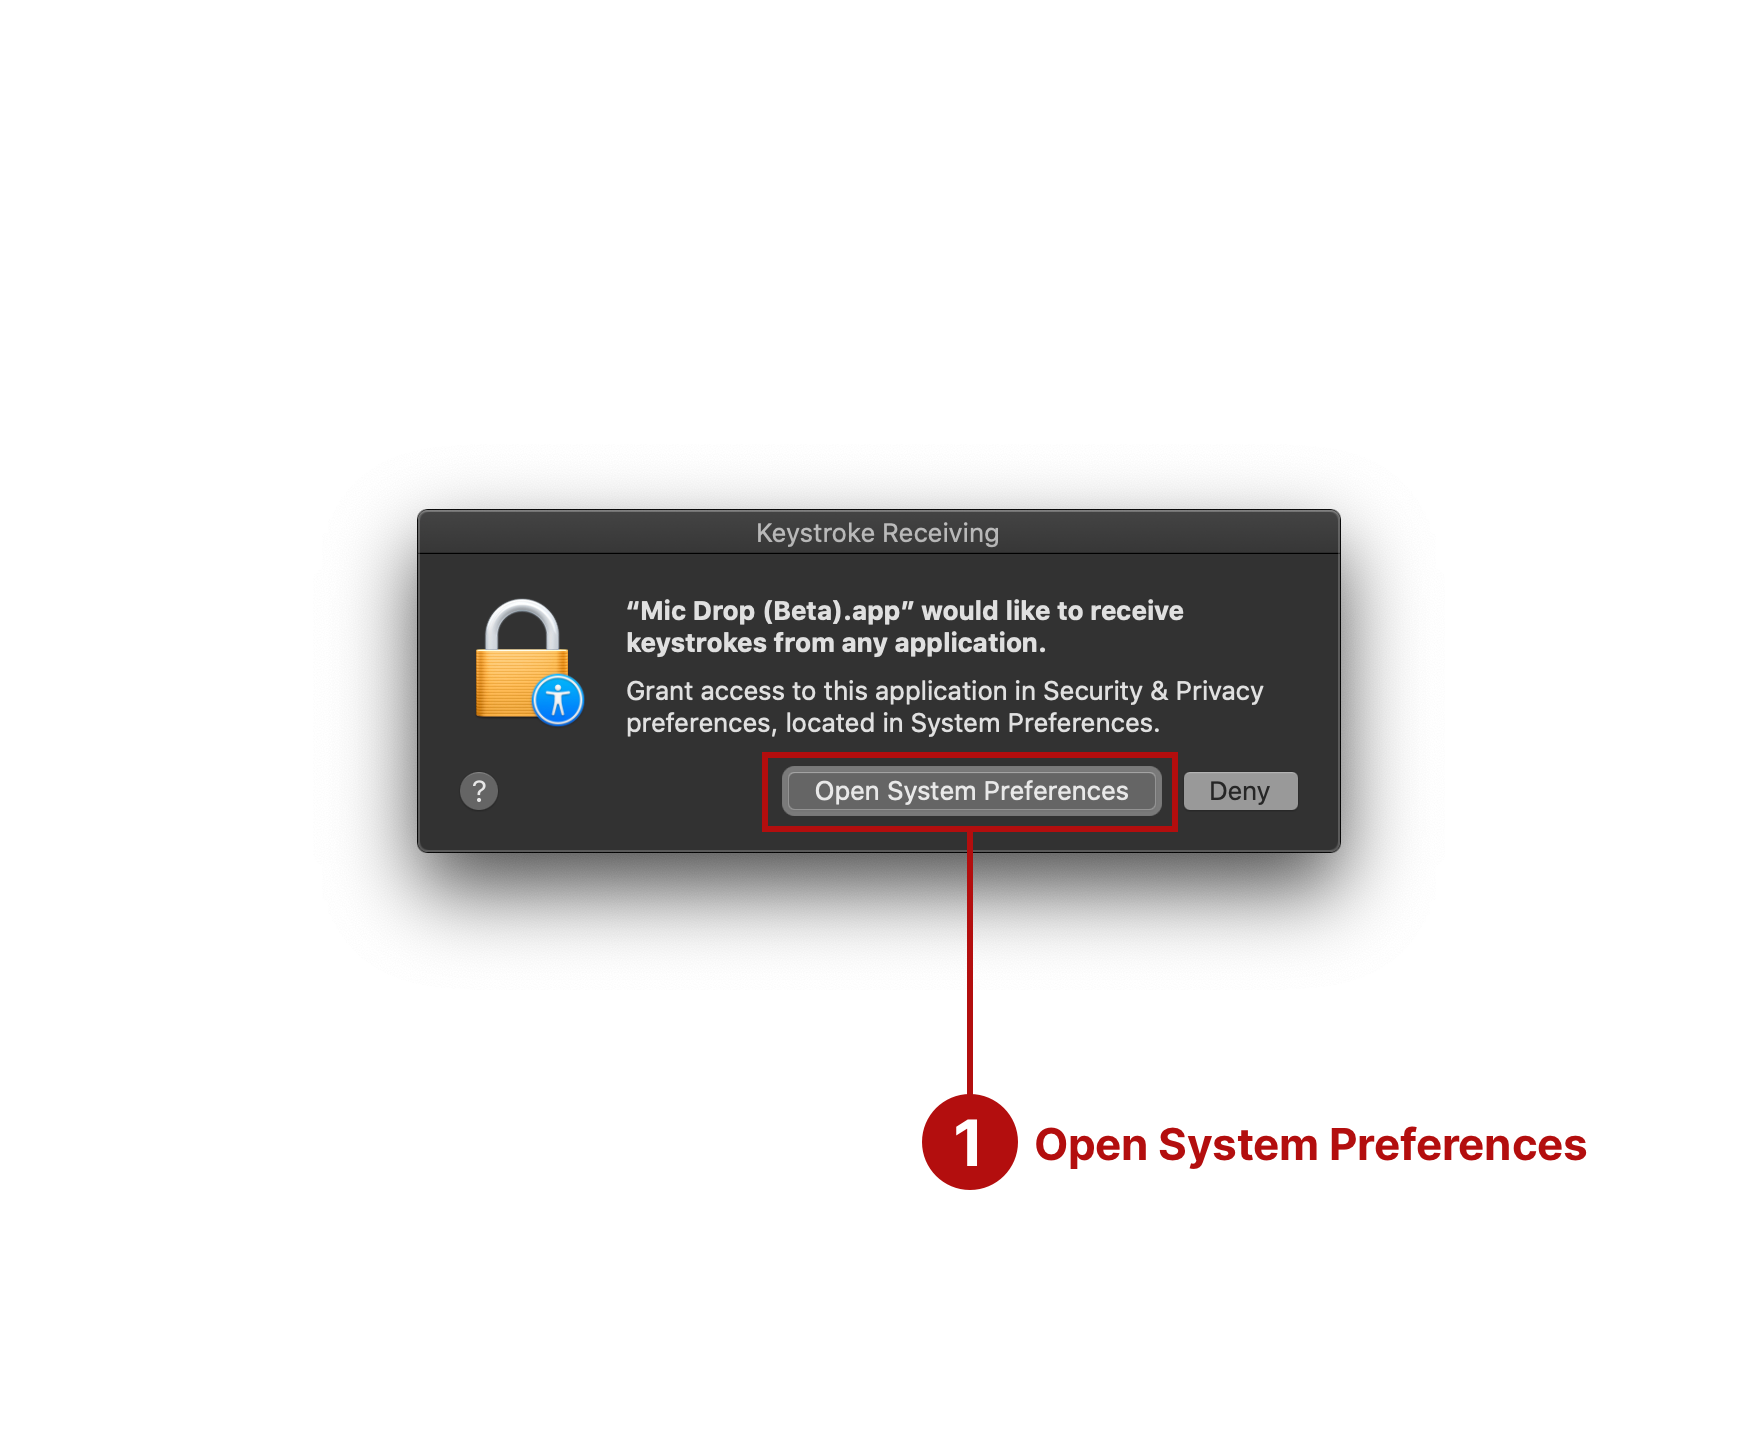 Keystroke Receiving
“Mic Drop (Beta).app” would like to receive
keystrokes from any application.
Grant access to this application in Security & Privacy
preferences, located in System Preferences.
? Open System Preferences Deny
1 Open System Preferences